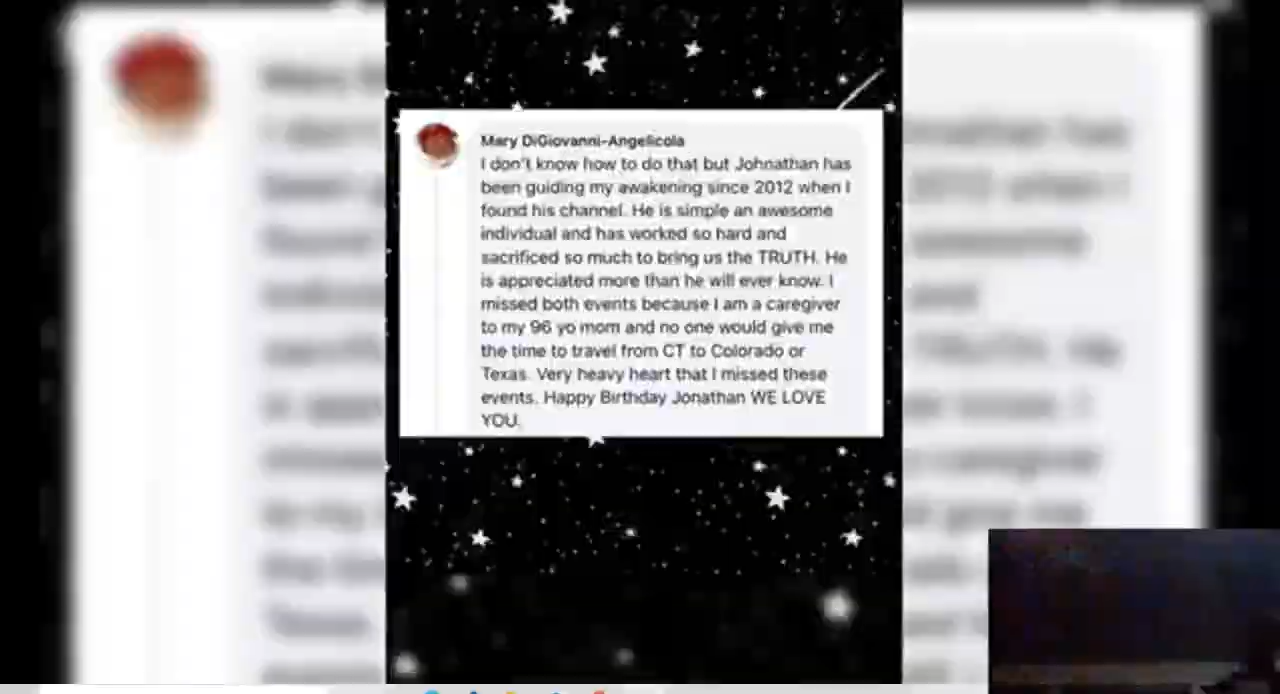 Mary DiGiovanni-Angelicola
I don't know how to do that but Johnathan has
been guiding my awakening since 2012 when I
found his channel. He is simple an awesome
individual and has worked so hard and
sacrificed so much to bring us the TRUTH. He
is appreciated more than he will ever know. I
missed both events because I am a caregiver
to my 96 yo mom and no one would give me
the time to travel from CT to Colorado or
Texas. Very heavy heart that I missed these
events. Happy Birthday Jonathan WE LOVE
YOU.